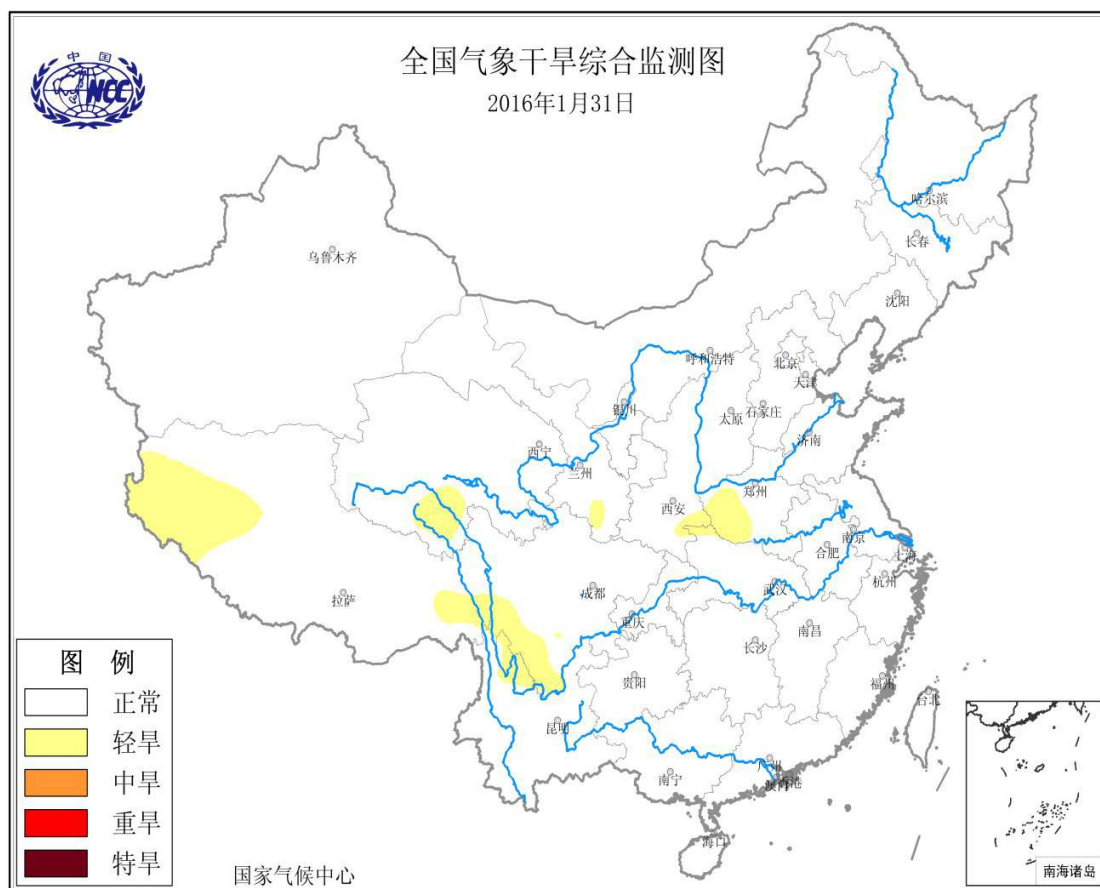 中 国
NCC
全国气象干旱综合监测图
2016年1月31日
哈尔滨
长春
乌鲁木齐
沈阳
呼和浩特
北京
天津
银川
太原
石家庄
济南
西宁
兰州
郑州
西安
南京
合肥
上海
杭州
武汉
成都
拉萨
重庆
南昌
长沙
贵阳
福州
台北
昆明
广州
南宁
澳门
香港
海口
图 例
正常
轻旱
中旱
重旱
特旱
国家气候中心
南海诸岛